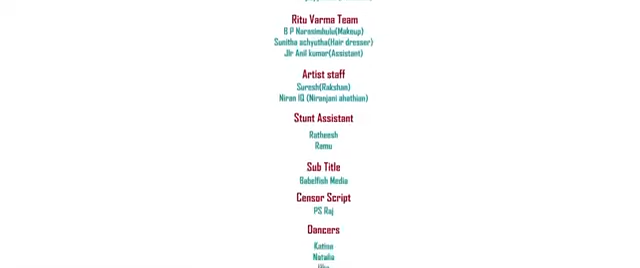 Ritu Varma Team
B P Narasimhulu(Makeup)
Sunitha achyutha(Hair dresser)
Jlr Anil kumar(Assistant)
Artist staff
Suresh(Rakshan)
Niran IQ (Niranjani ahathian)
Stunt Assistant
Ratheesh
Ramu
Sub Title
Babelfish Media
Censor Script
PS Raj
Dancers
Katina
Natalia